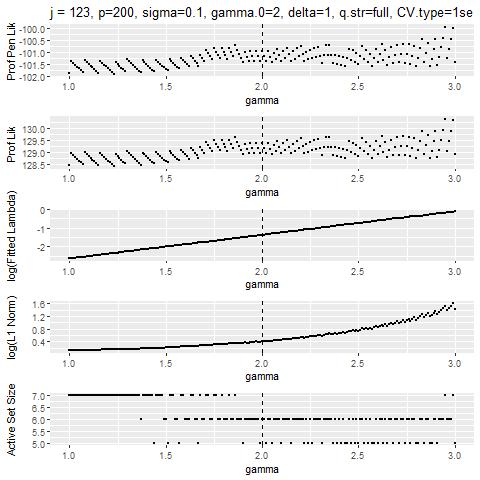 j = 123, p=200, sigma=0.1, gamma.0=2, delta=1, q.str=full, CV.type=1se
Prof Pen Lik
-100.0
-100.5
-101.0
-101.5
-102.0
1.0 1.5 2.0 2.5 3.0
gamma
Prof Lik
130.0
129.5
129.0
128.5
1.0 1.5 2.0 2.5 3.0
gamma
log(Fitted Lambda)
0
-1
-2
1.0 1.5 2.0 2.5 3.0
gamma
log(L1 Norm)
1.6
1.2
0.8
0.4
1.0 1.5 2.0 2.5 3.0
gamma
Active Set Size
7.0
6.5
6.0
5.5
5.0
1.0 1.5 2.0 2.5 3.0
gamma